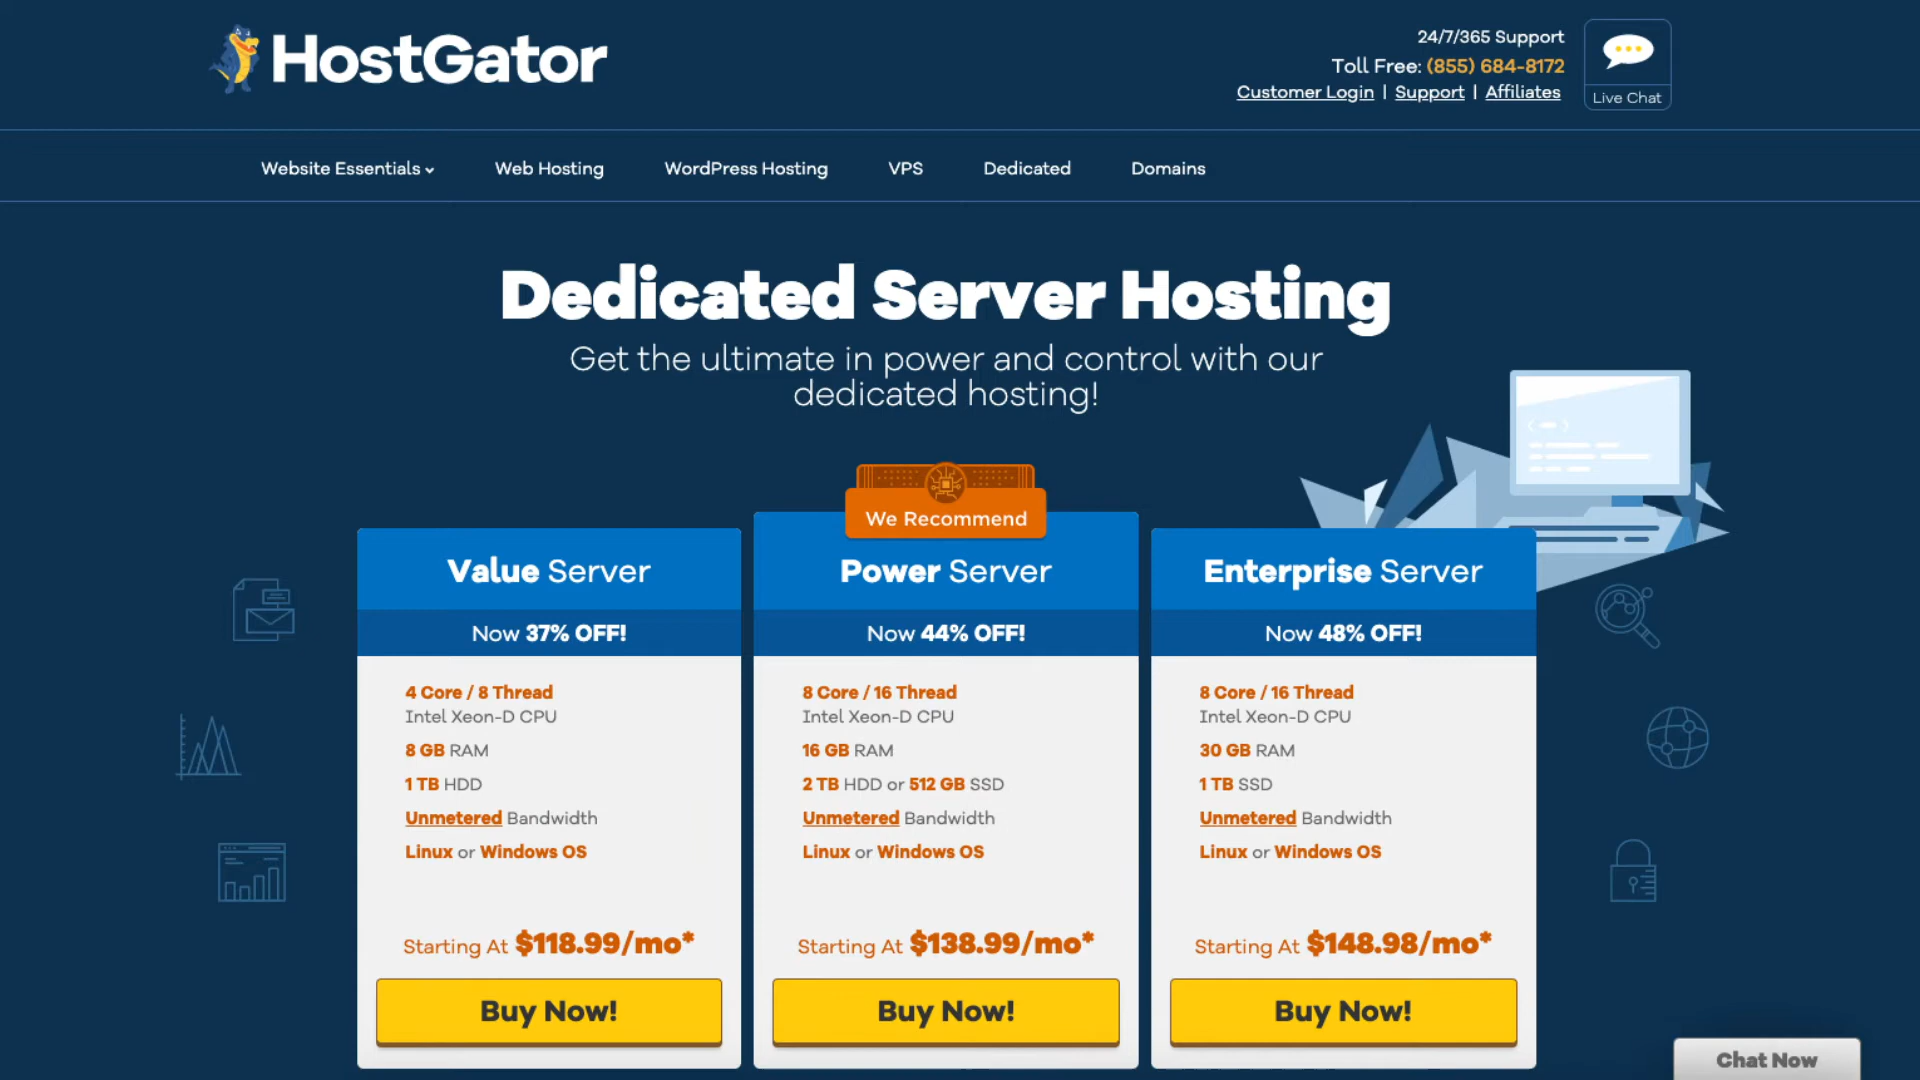 HostGator
24/7/365 Support
Toll Free: (855) 684-8172
Customer Login | Support | Affiliates
Live Chat
Website Essentials
Web Hosting
WordPress Hosting
VPS
Dedicated
Domains
Dedicated Server Hosting
Get the ultimate in power and control with our
dedicated hosting!
Value Server
Now 37% OFF!
4 Core / 8 Thread
Intel Xeon-D CPU
8 GB RAM
1 TB HDD
Unmetered Bandwidth
Linux or Windows OS
Starting At $118.99/mo*
Buy Now!
We Recommend
Power Server
Now 44% OFF!
8 Core / 16 Thread
Intel Xeon-D CPU
16 GB RAM
2 TB HDD or 512 GB SSD
Unmetered Bandwidth
Linux or Windows OS
Starting At $138.99/mo*
Buy Now!
Enterprise Server
Now 48% OFF!
8 Core / 16 Thread
Intel Xeon-D CPU
30 GB RAM
1 TB SSD
Unmetered Bandwidth
Linux or Windows OS
Starting At $148.98/mo*
Buy Now!
Chat Now